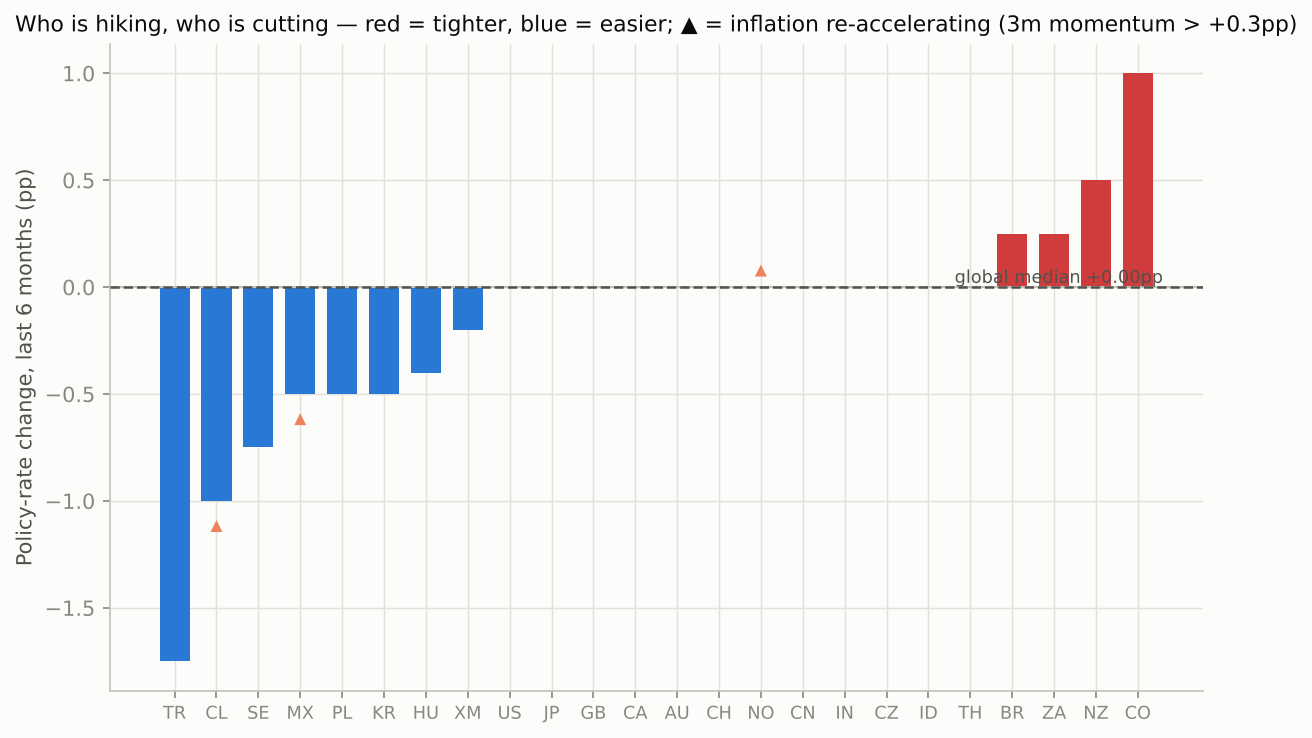 Who is hiking, who is cutting — red = tighter, blue = easier; ▲ = inflation re-accelerating (3m momentum > +0.3pp)
Policy-rate change, last 6 months (pp)
1.0
0.5
0.0
−0.5
−1.0
−1.5
global median +0.00pp
TR CL SE MX PL KR HU XM US JP GB CA AU CH NO CN IN CZ ID TH BR ZA NZ CO